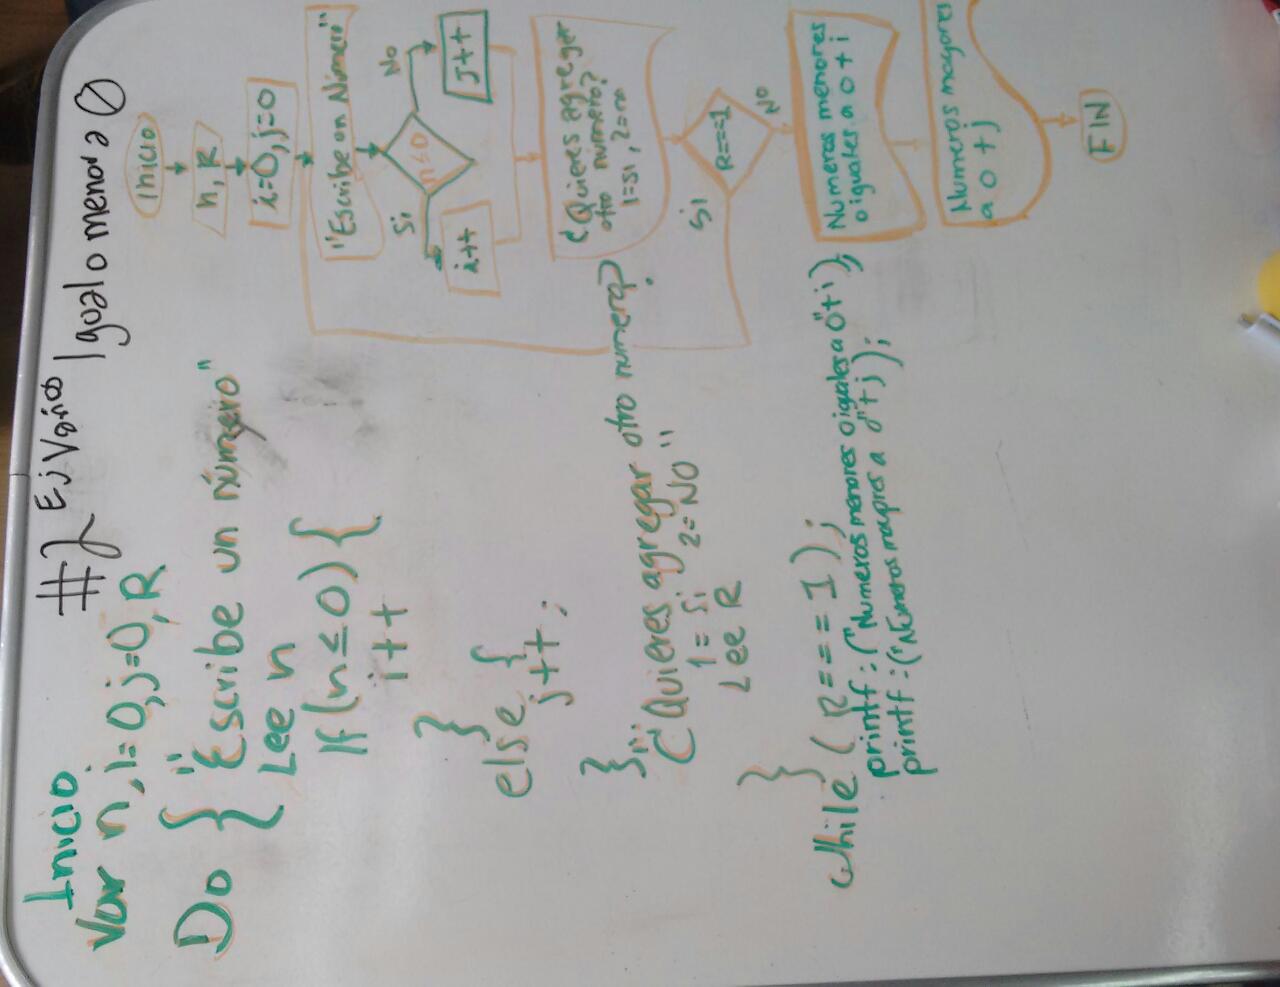 #2 Ej Varios Igual o menor a 0
Inicio
Var n, i=0, j=0, R
Do { "Escribe un número"
Lee n
If (n≤0) {
i++
}
else {
j++;
};
"¿Quieres agregar otro numero?
1=si
2=NO"
Lee R
}
while (R===1);
printf:("Numeros menores o iguales a 0"+i);
printf:("Numeros mayores a 0"+j);
Inicio
n, R
i=0, j=0
"Escribe un Número"
n≤0
Si
No
i++
J++
¿Quieres agreger
otro numero?
1=si, 2=no
R===1
Si
No
Numeros menores
o iguales a 0 + i
Numeros mayores
a 0 + j
FIN